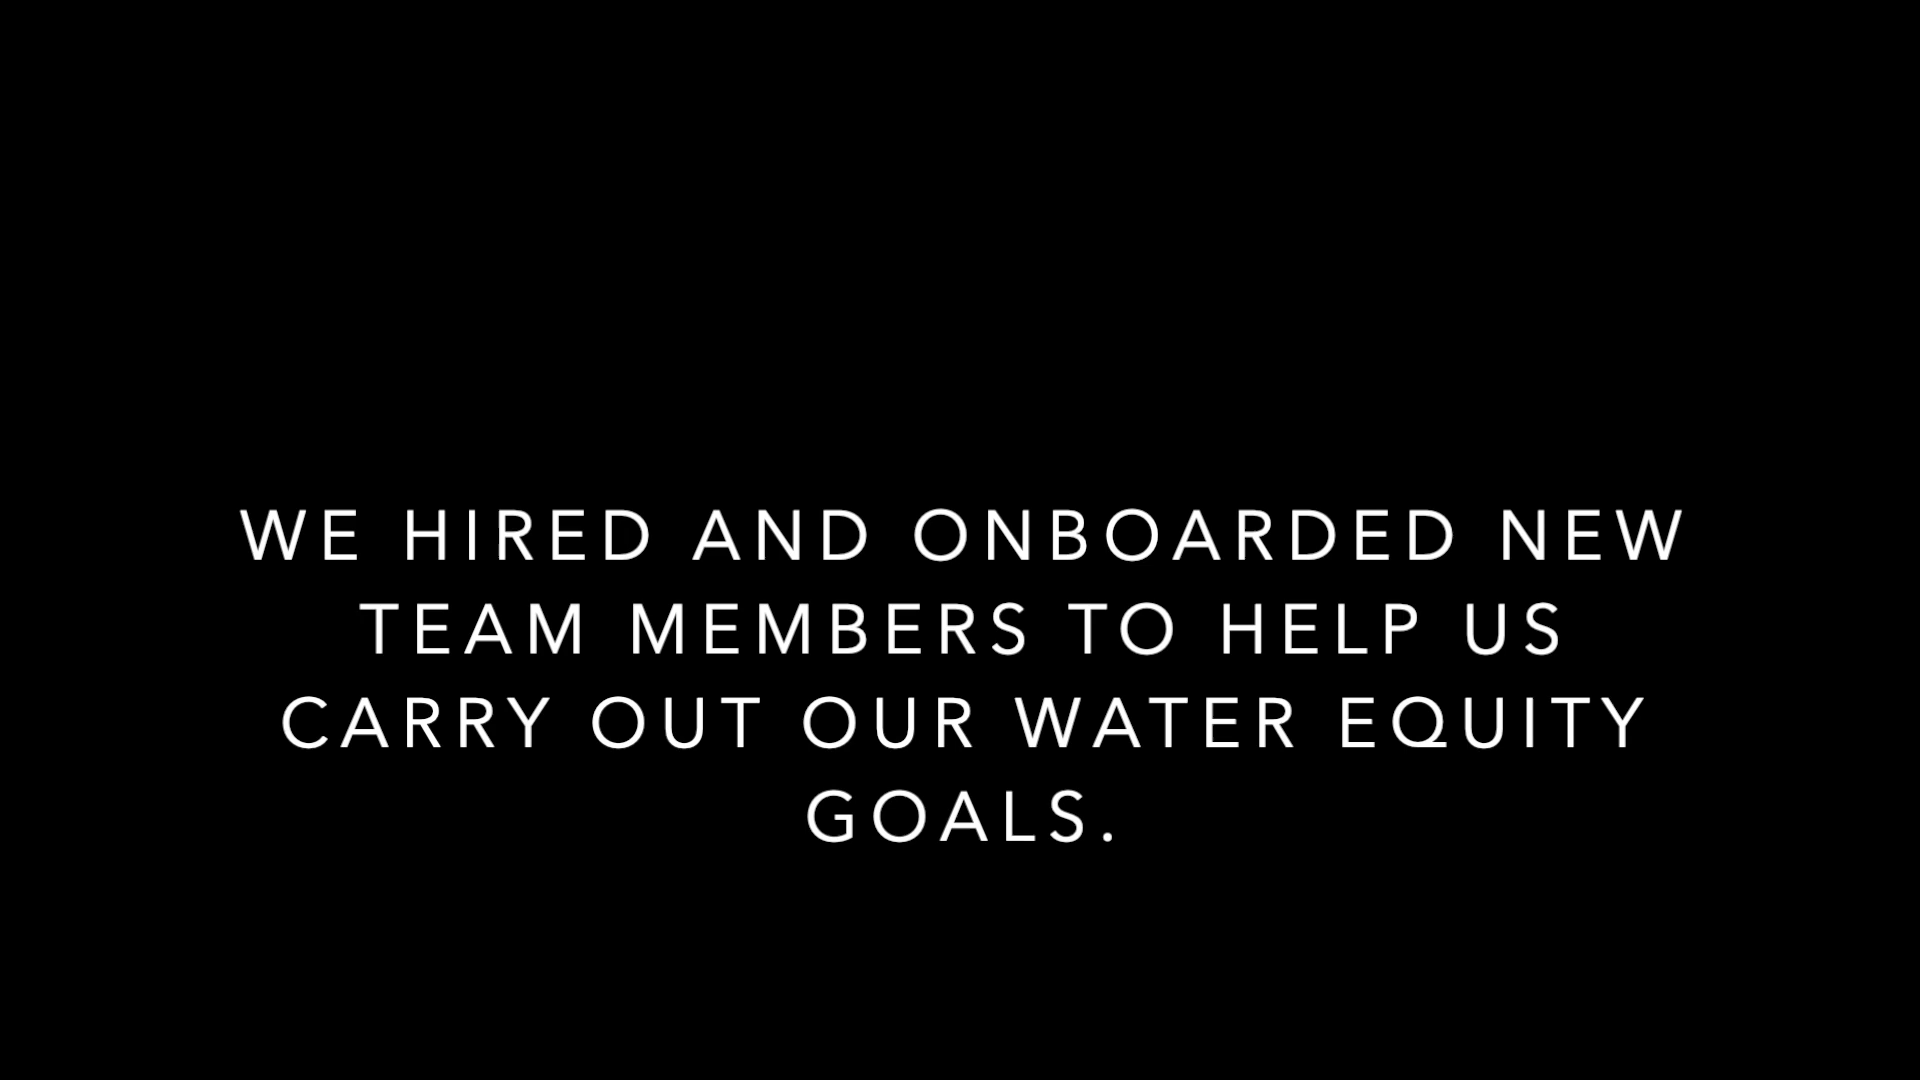 WE HIRED AND ONBOARDED NEW
TEAM MEMBERS TO HELP US
CARRY OUT OUR WATER EQUITY
GOALS.